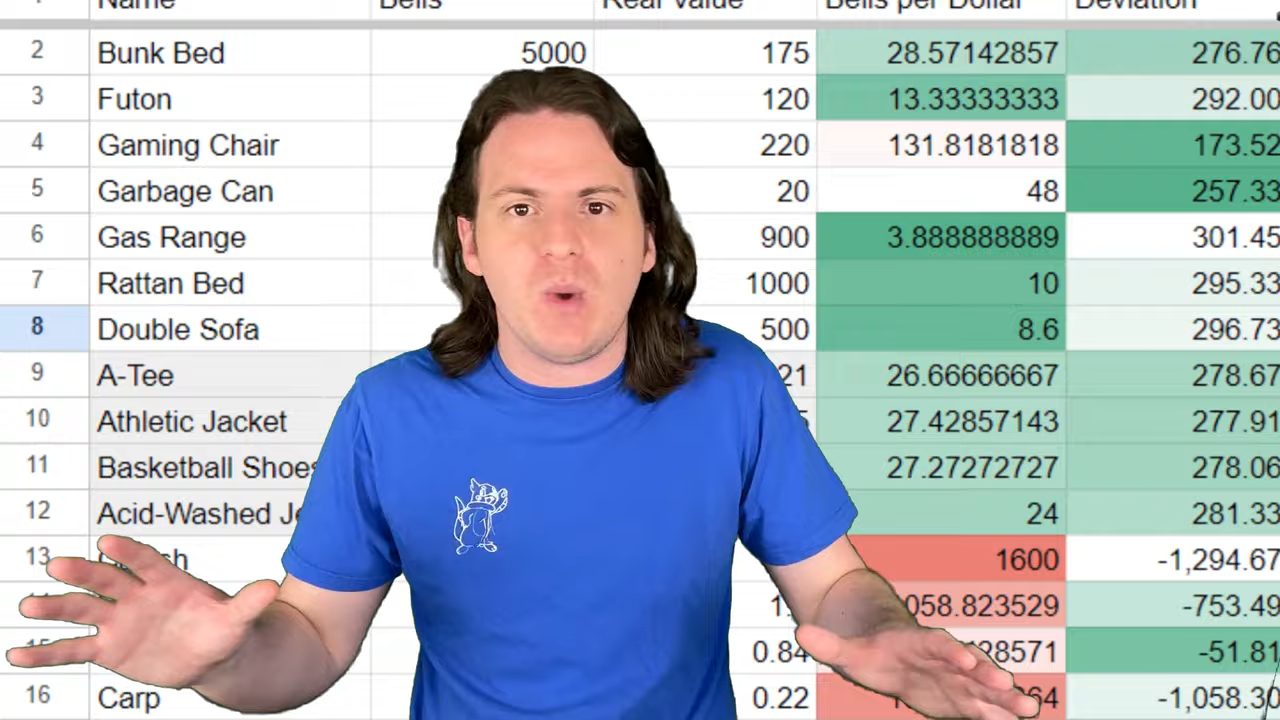 Name Bells Real Value Bells per Dollar Deviation
2 Bunk Bed 5000 175 28.57142857 276.76
3 Futon 120 13.33333333 292.00
4 Gaming Chair 220 131.8181818 173.52
5 Garbage Can 20 48 257.33
6 Gas Range 900 3.888888889 301.45
7 Rattan Bed 1000 10 295.33
8 Double Sofa 500 8.6 296.73
9 A-Tee 21 26.66666667 278.67
10 Athletic Jacket 27.42857143 277.91
11 Basketball Shoes 27.27272727 278.06
12 Acid-Washed 24 281.33
13 1600 -1,294.67
058.823529 -753.49
15 0.84 28571 -51.81
16 Carp 0.22 -1,058.30